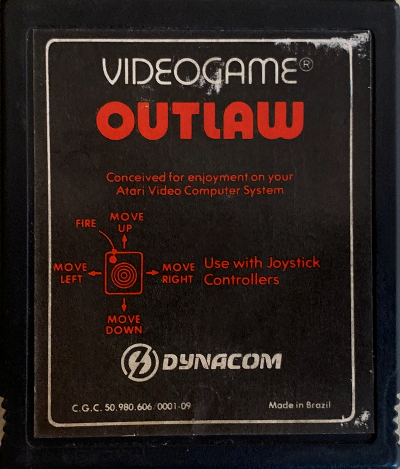 VIDEOGAME®
OUTLAW
Conceived for enjoyment on your
Atari Video Computer System
FIRE
MOVE
UP
MOVE
LEFT
MOVE
RIGHT
MOVE
DOWN
Use with Joystick
Controllers
DYNACOM
C.G.C. 50.980.606/0001-09
Made in Brazil